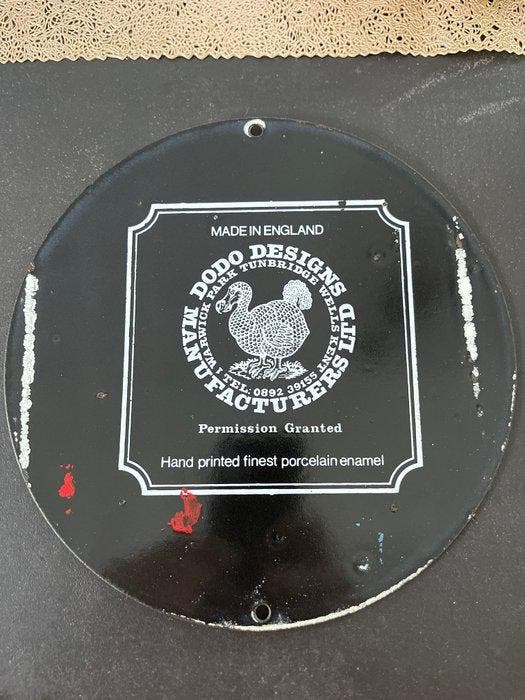 MADE IN ENGLAND
DODO DESIGNS
MANUFACTURERS LTD
WARWICK PARK TUNBRIDGE WELLS KENT
1 TEL: 0892 39155
Permission Granted
Hand printed finest porcelain enamel